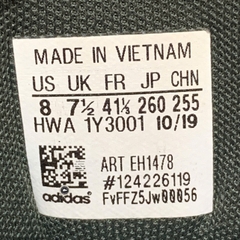 MADE IN VIETNAM
US UK FR JP CHN
8 7½ 41⅓ 260 255
HWA 1Y3001 10/19
ART EH1478
#124226119
adidas FvFFZ5Jw00056